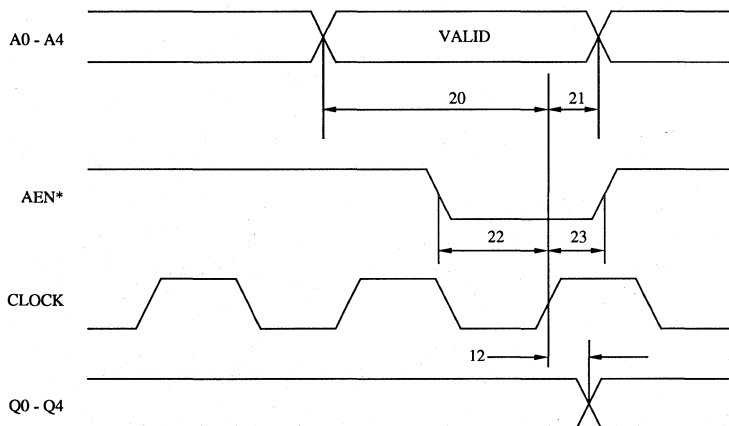 A0 - A4
VALID
20
21
AEN*
22
23
CLOCK
12
Q0 - Q4